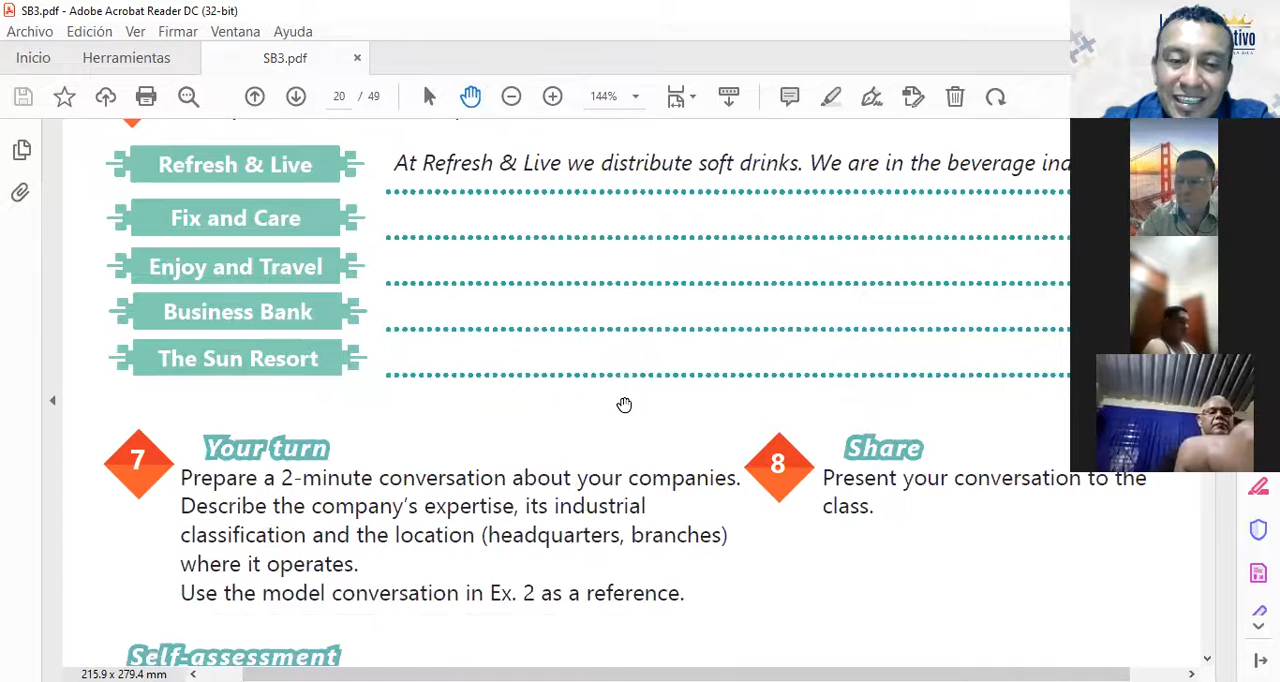 SB3.pdf - Adobe Acrobat Reader DC (32-bit)
Archivo Edición Ver Firmar Ventana Ayuda
Inicio Herramientas SB3.pdf ×
20 / 49 144%
Refresh & Live
At Refresh & Live we distribute soft drinks. We are in the beverage ind
Fix and Care
Enjoy and Travel
Business Bank
The Sun Resort
7 Your turn
Prepare a 2-minute conversation about your companies.
Describe the company's expertise, its industrial
classification and the location (headquarters, branches)
where it operates.
Use the model conversation in Ex. 2 as a reference.
8 Share
Present your conversation to the
class.
Self-assessment
215.9 x 279.4 mm